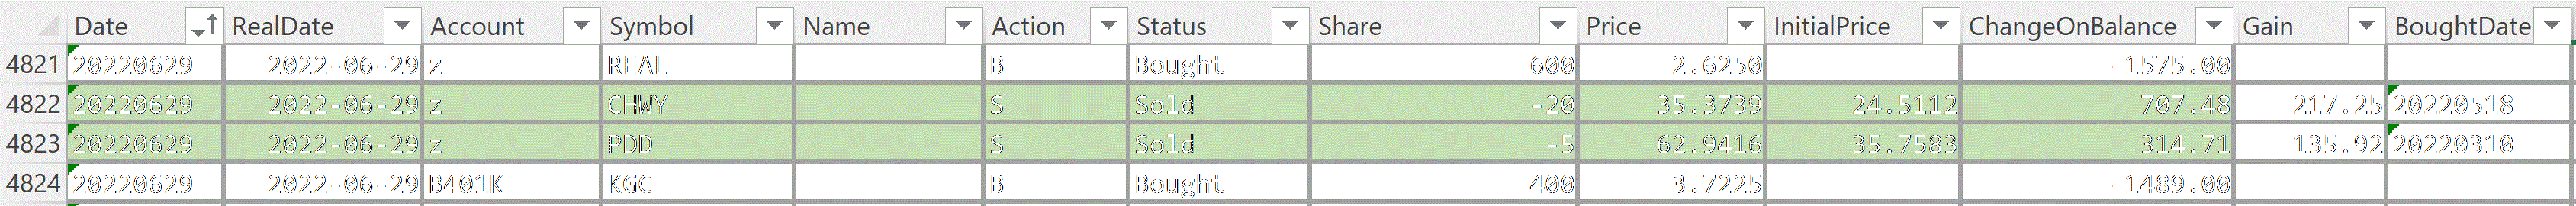 Date RealDate Account Symbol Name Action Status Share Price InitialPrice ChangeOnBalance Gain BoughtDate
4821 20220629 2022-06-29 z REAL B Bought 600 2.6250 -1575.00
4822 20220629 2022-06-29 z CHWY S Sold -20 35.3739 24.5112 707.48 217.25 20220518
4823 20220629 2022-06-29 z PDD S Sold -5 62.9416 35.7583 314.71 135.92 20220310
4824 20220629 2022-06-29 B401K KGC B Bought 400 3.7225 -1489.00